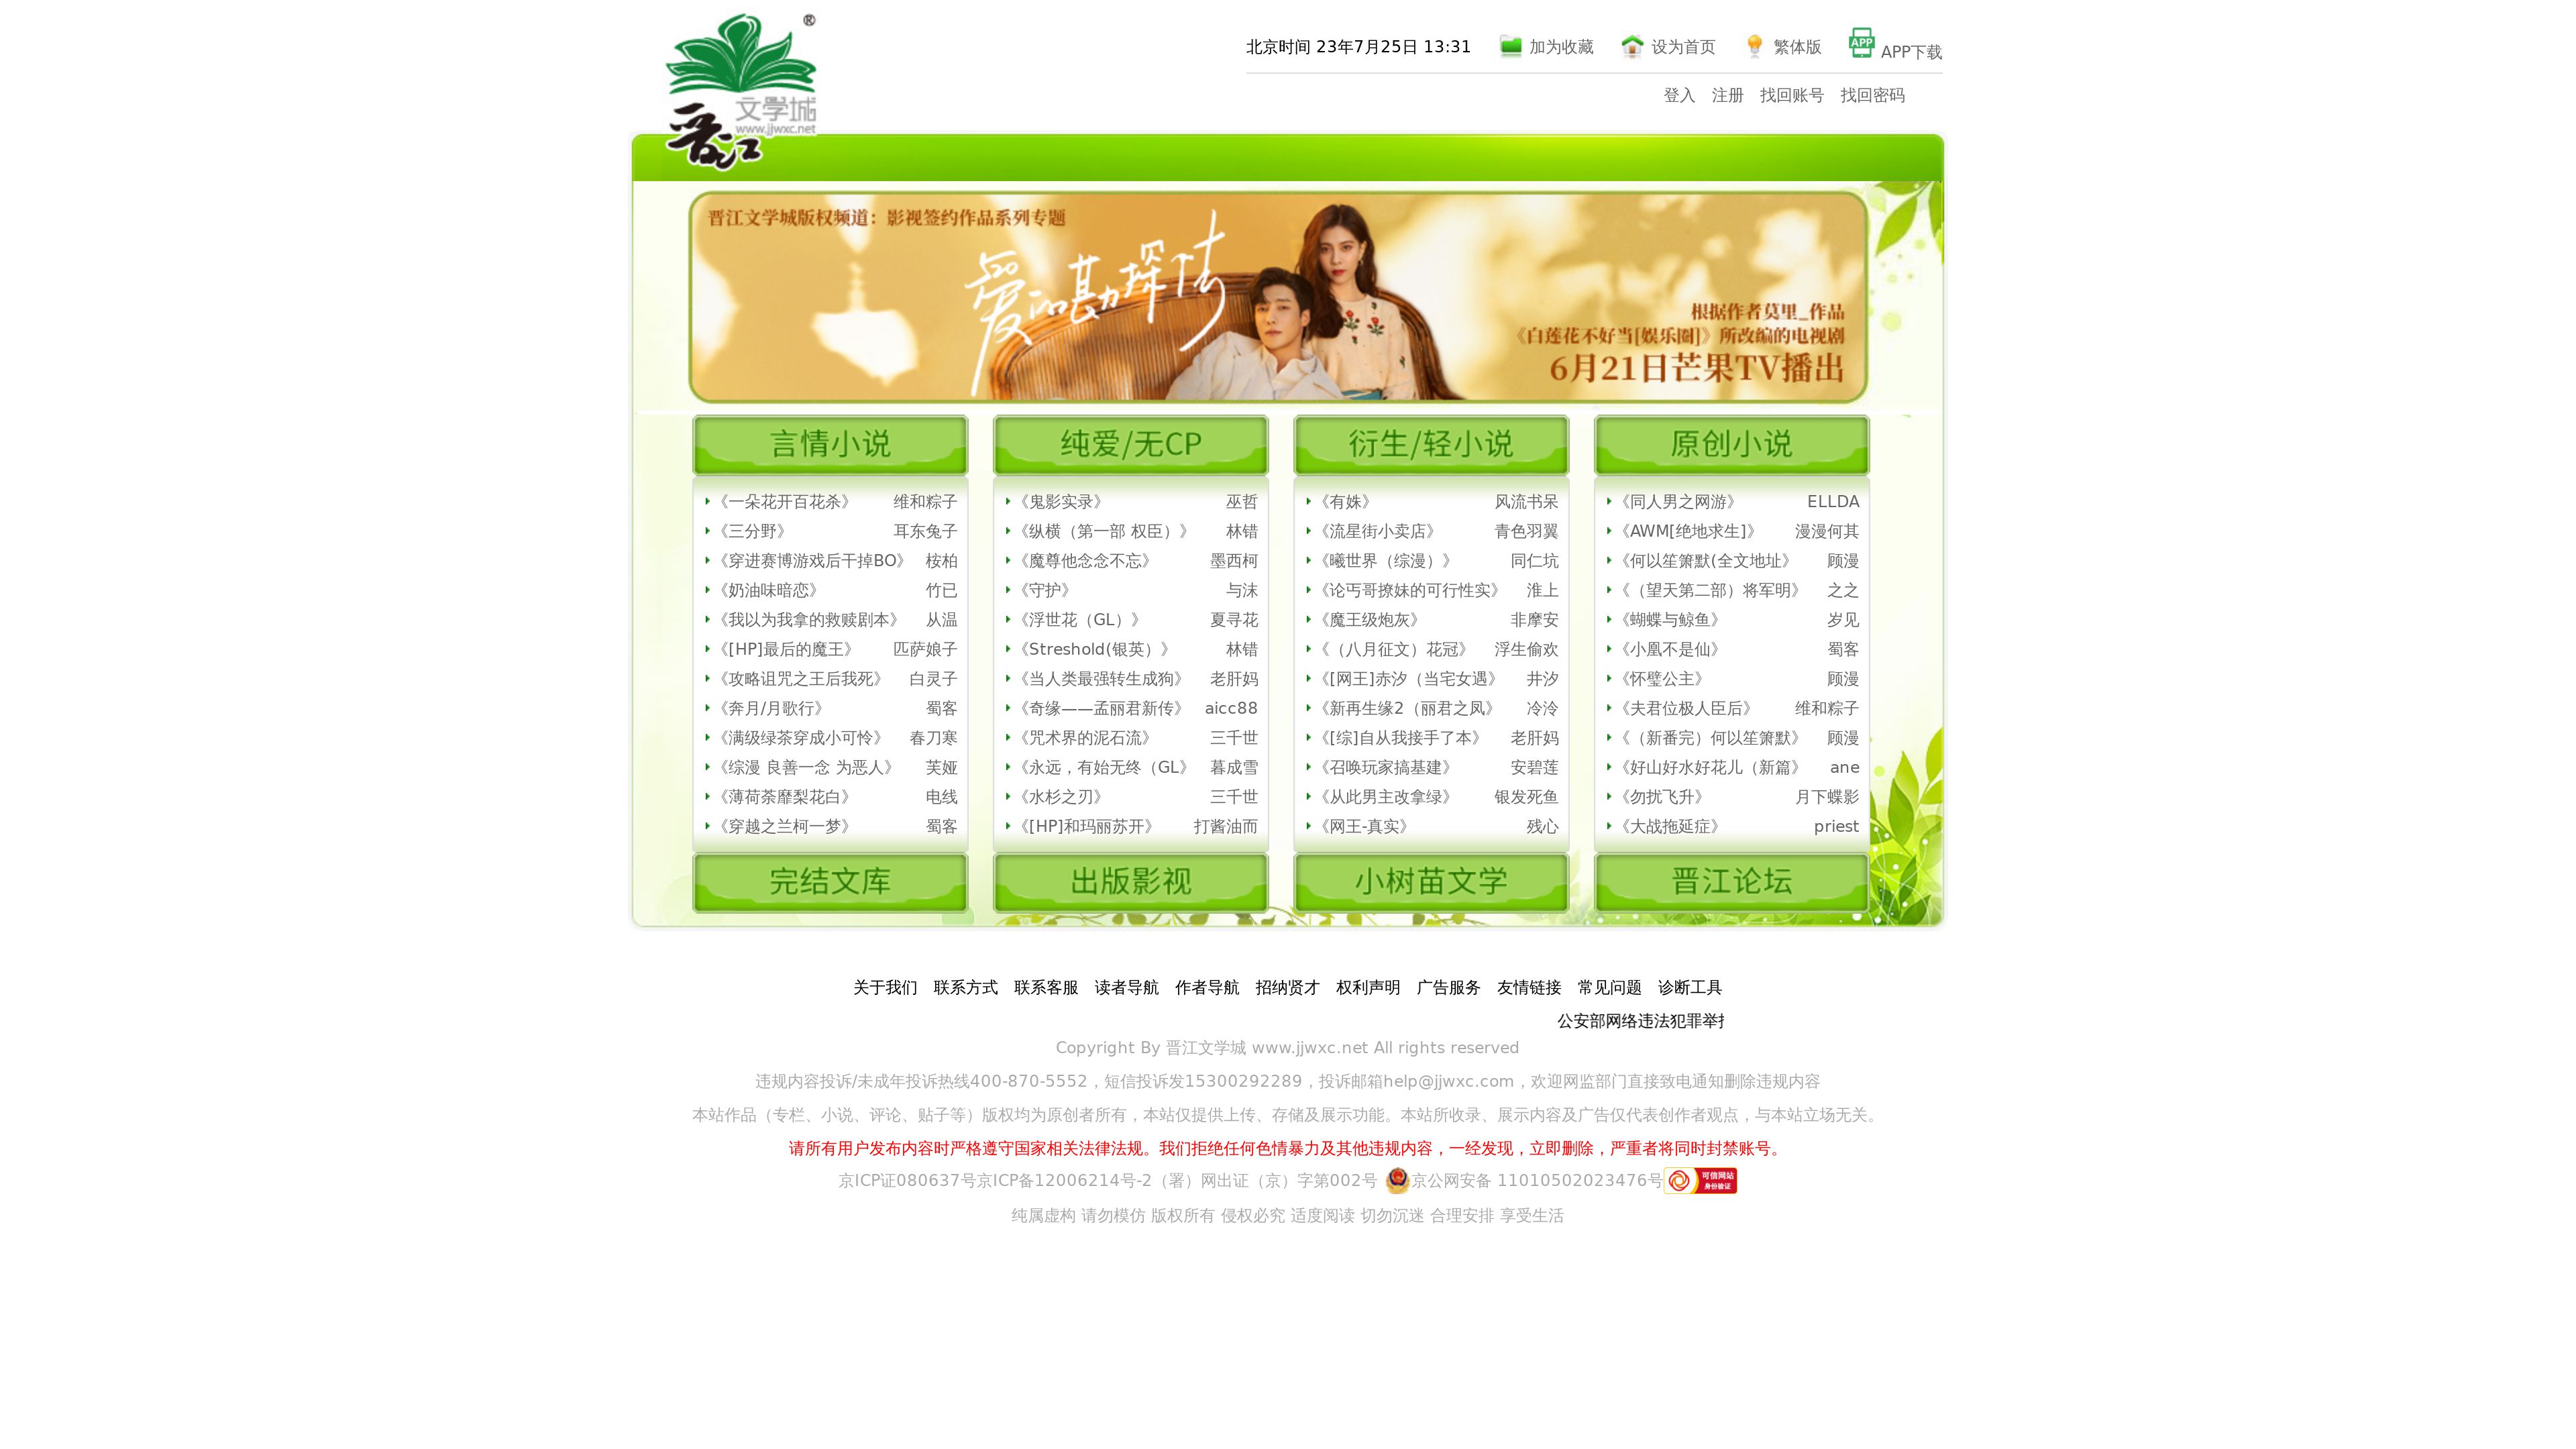 晋江
文学城
www.jjwxc.net
®
北京时间 23年7月25日 13:31 加为收藏 设为首页 繁体版 APP APP下载
登入 注册 找回账号 找回密码
晋江文学城版权频道：影视签约作品系列专题
爱的勘探情
根据作者莫里_作品
《白莲花不好当[娱乐圈]》所改编的电视剧
6月21日芒果TV播出
言情小说
《一朵花开百花杀》 维和粽子
《三分野》 耳东兔子
《穿进赛博游戏后干掉BO》 桉柏
《奶油味暗恋》 竹已
《我以为我拿的救赎剧本》 从温
《[HP]最后的魔王》 匹萨娘子
《攻略诅咒之王后我死》 白灵子
《奔月/月歌行》 蜀客
《满级绿茶穿成小可怜》 春刀寒
《综漫 良善一念 为恶人》 芙娅
《薄荷荼靡梨花白》 电线
《穿越之兰柯一梦》 蜀客
完结文库
纯爱/无CP
《鬼影实录》 巫哲
《纵横（第一部 权臣）》 林错
《魔尊他念念不忘》 墨西柯
《守护》 与沫
《浮世花（GL）》 夏寻花
《Streshold(银英）》 林错
《当人类最强转生成狗》 老肝妈
《奇缘——孟丽君新传》 aicc88
《咒术界的泥石流》 三千世
《永远，有始无终（GL》 暮成雪
《水杉之刃》 三千世
《[HP]和玛丽苏开》 打酱油而
出版影视
衍生/轻小说
《有姝》 风流书呆
《流星街小卖店》 青色羽翼
《曦世界（综漫）》 同仁坑
《论丐哥撩妹的可行性实》 淮上
《魔王级炮灰》 非摩安
《（八月征文）花冠》 浮生偷欢
《[网王]赤汐（当宅女遇》 井汐
《新再生缘2（丽君之凤》 冷泠
《[综]自从我接手了本》 老肝妈
《召唤玩家搞基建》 安碧莲
《从此男主改拿绿》 银发死鱼
《网王-真实》 残心
小树苗文学
原创小说
《同人男之网游》 ELLDA
《AWM[绝地求生]》 漫漫何其
《何以笙箫默(全文地址》 顾漫
《（望天第二部）将军明》 之之
《蝴蝶与鲸鱼》 岁见
《小凰不是仙》 蜀客
《怀璧公主》 顾漫
《夫君位极人臣后》 维和粽子
《（新番完）何以笙箫默》 顾漫
《好山好水好花儿（新篇》 ane
《勿扰飞升》 月下蝶影
《大战拖延症》 priest
晋江论坛
关于我们 联系方式 联系客服 读者导航 作者导航 招纳贤才 权利声明 广告服务 友情链接 常见问题 诊断工具
公安部网络违法犯罪举
Copyright By 晋江文学城 www.jjwxc.net All rights reserved
违规内容投诉/未成年投诉热线400-870-5552，短信投诉发15300292289，投诉邮箱help@jjwxc.com，欢迎网监部门直接致电通知删除违规内容
本站作品（专栏、小说、评论、贴子等）版权均为原创者所有，本站仅提供上传、存储及展示功能。本站所收录、展示内容及广告仅代表创作者观点，与本站立场无关。
请所有用户发布内容时严格遵守国家相关法律法规。我们拒绝任何色情暴力及其他违规内容，一经发现，立即删除，严重者将同时封禁账号。
京ICP证080637号京ICP备12006214号-2（署）网出证（京）字第002号 京公网安备 11010502023476号 可信网站 身份验证
纯属虚构 请勿模仿 版权所有 侵权必究 适度阅读 切勿沉迷 合理安排 享受生活